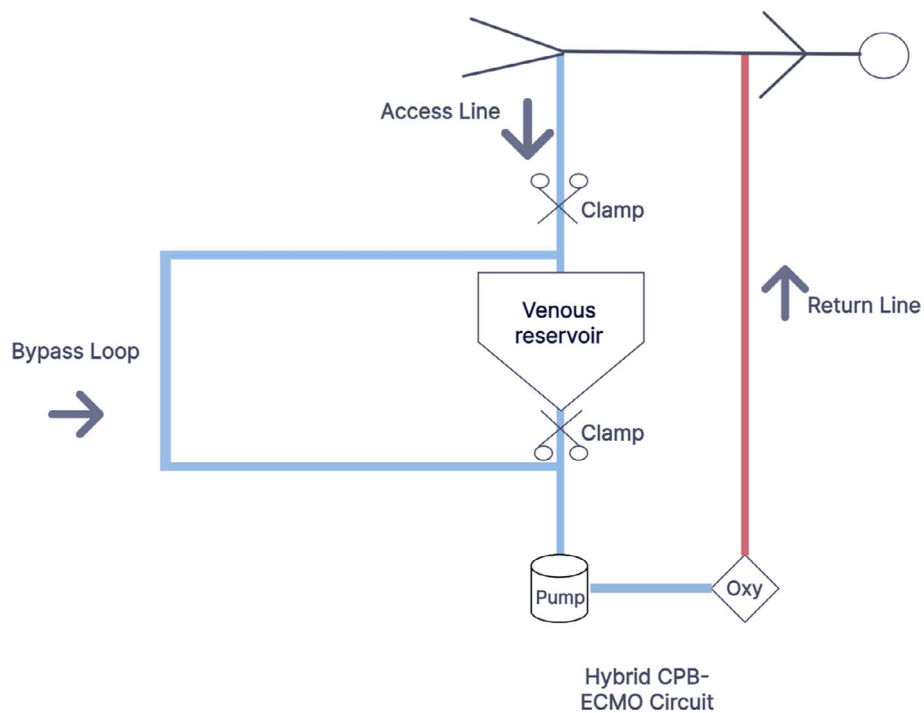 Access Line
Clamp
Venous
reservoir
Return Line
Bypass Loop
Clamp
Pump
Oxy
Hybrid CPB-
ECMO Circuit